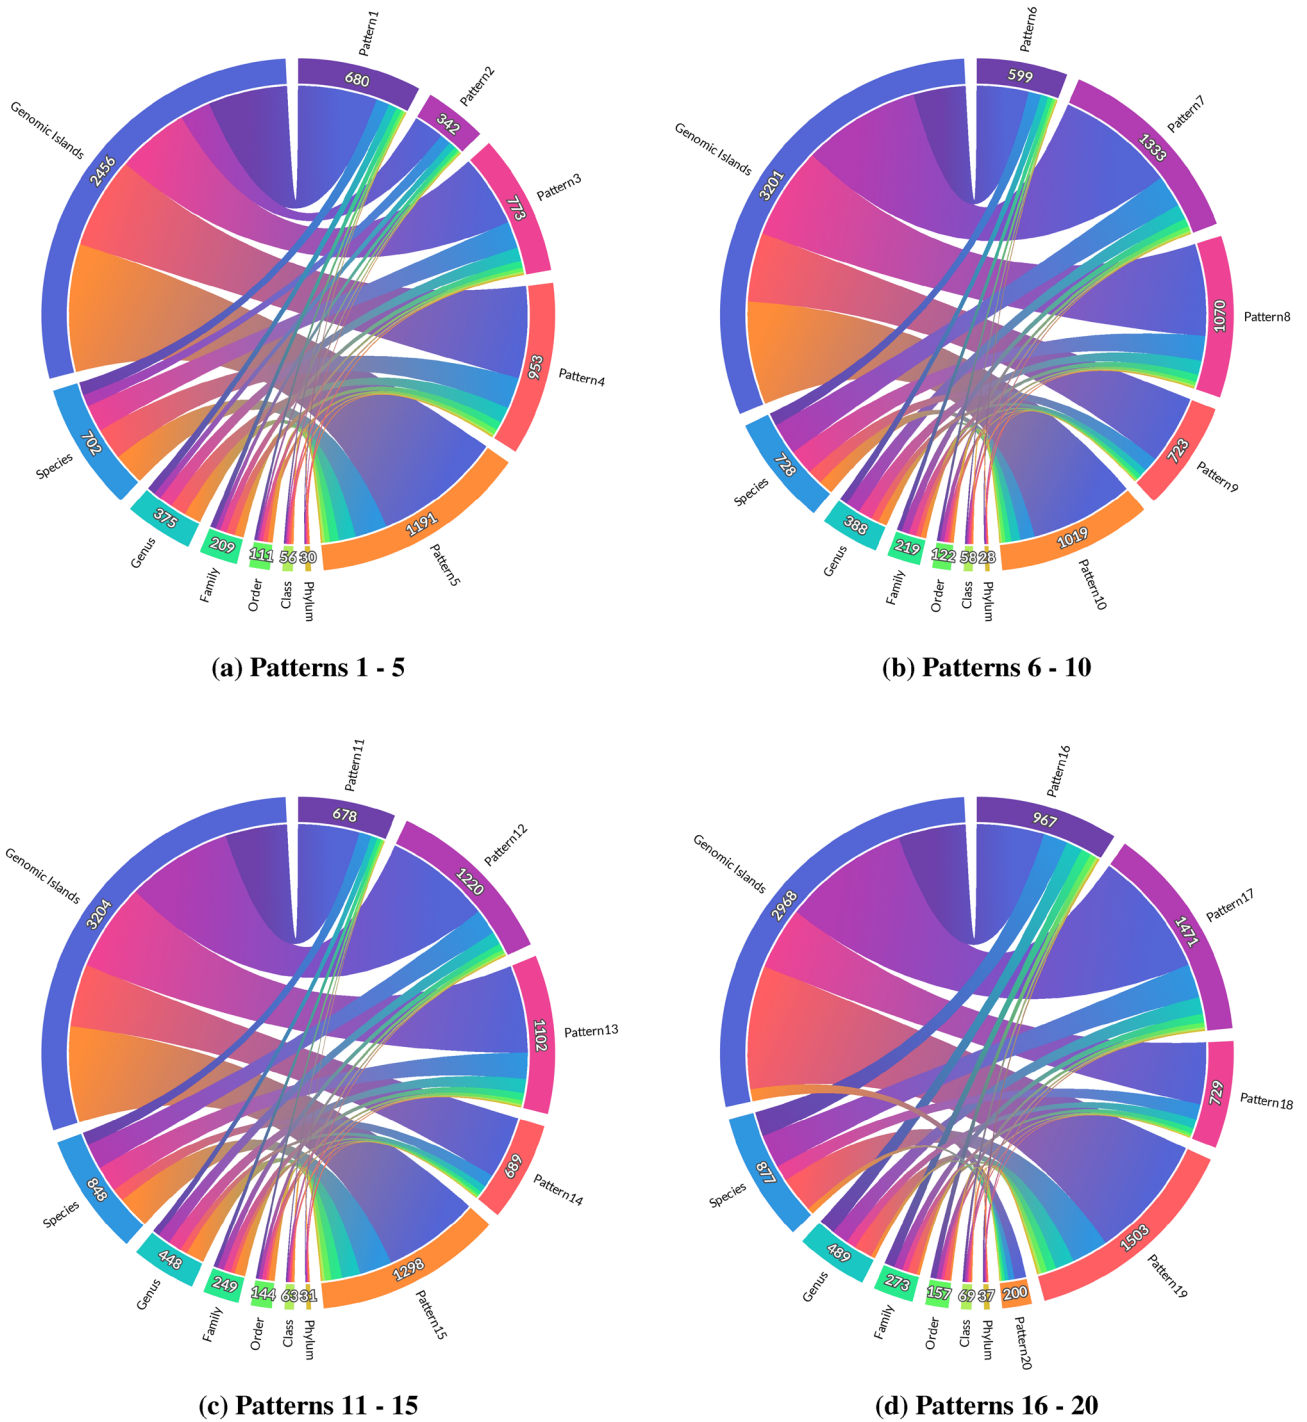 Pattern1
680
Pattern2
342
Pattern3
773
Pattern4
953
Pattern5
1191
Phylum
30
Class
56
Order
111
Family
209
Genus
375
Species
702
Genomic Islands
2456
(a) Patterns 1 - 5
Pattern6
599
Pattern7
1333
Pattern8
1070
Pattern9
723
Pattern10
1019
Phylum
28
Class
58
Order
122
Family
219
Genus
388
Species
728
Genomic Islands
3201
(b) Patterns 6 - 10
Pattern11
678
Pattern12
1220
Pattern13
1102
Pattern14
689
Pattern15
1298
Phylum
31
Class
63
Order
144
Family
249
Genus
448
Species
848
Genomic Islands
3204
(c) Patterns 11 - 15
Pattern16
967
Pattern17
1471
Pattern18
729
Pattern19
1503
Pattern20
200
Phylum
37
Class
69
Order
157
Family
273
Genus
489
Species
877
Genomic Islands
2968
(d) Patterns 16 - 20